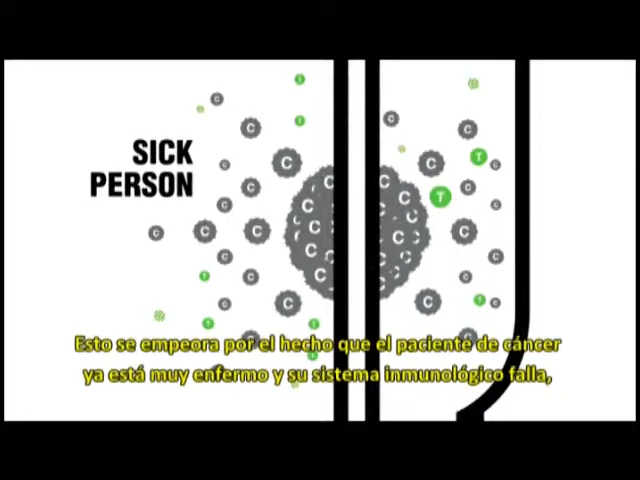 SICK
PERSON
Esto se empeora por el hecho que el paciente de cáncer
ya está muy enfermo y su sistema inmunológico falla,